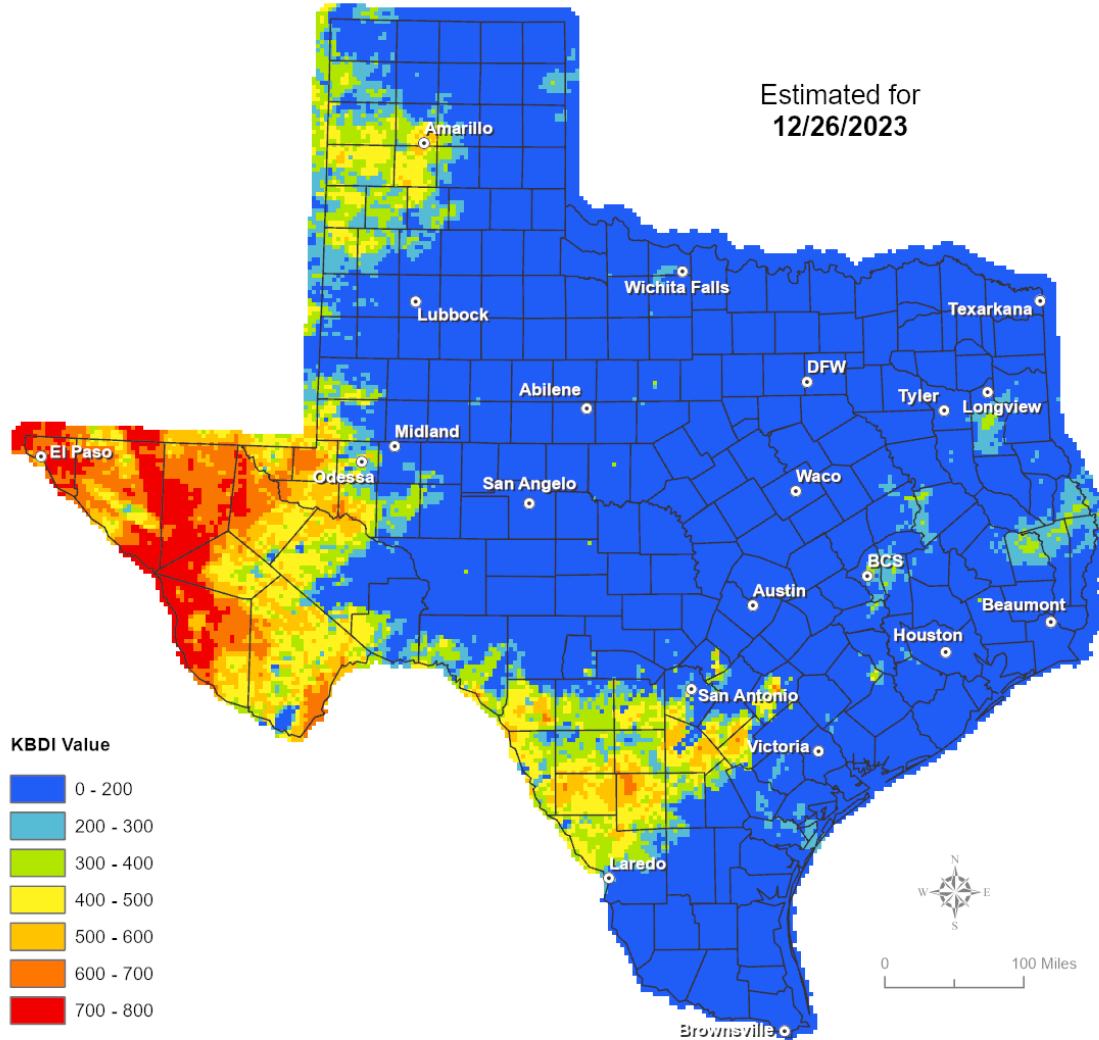 Estimated for
12/26/2023
Amarillo
Wichita Falls
Lubbock
Texarkana
DFW
Abilene
Tyler
Longview
Midland
El Paso
Odessa
San Angelo
Waco
BCS
Austin
Beaumont
Houston
San Antonio
Victoria
Laredo
Brownsville
KBDI Value
0 - 200
200 - 300
300 - 400
400 - 500
500 - 600
600 - 700
700 - 800
N
W
E
S
0
100 Miles